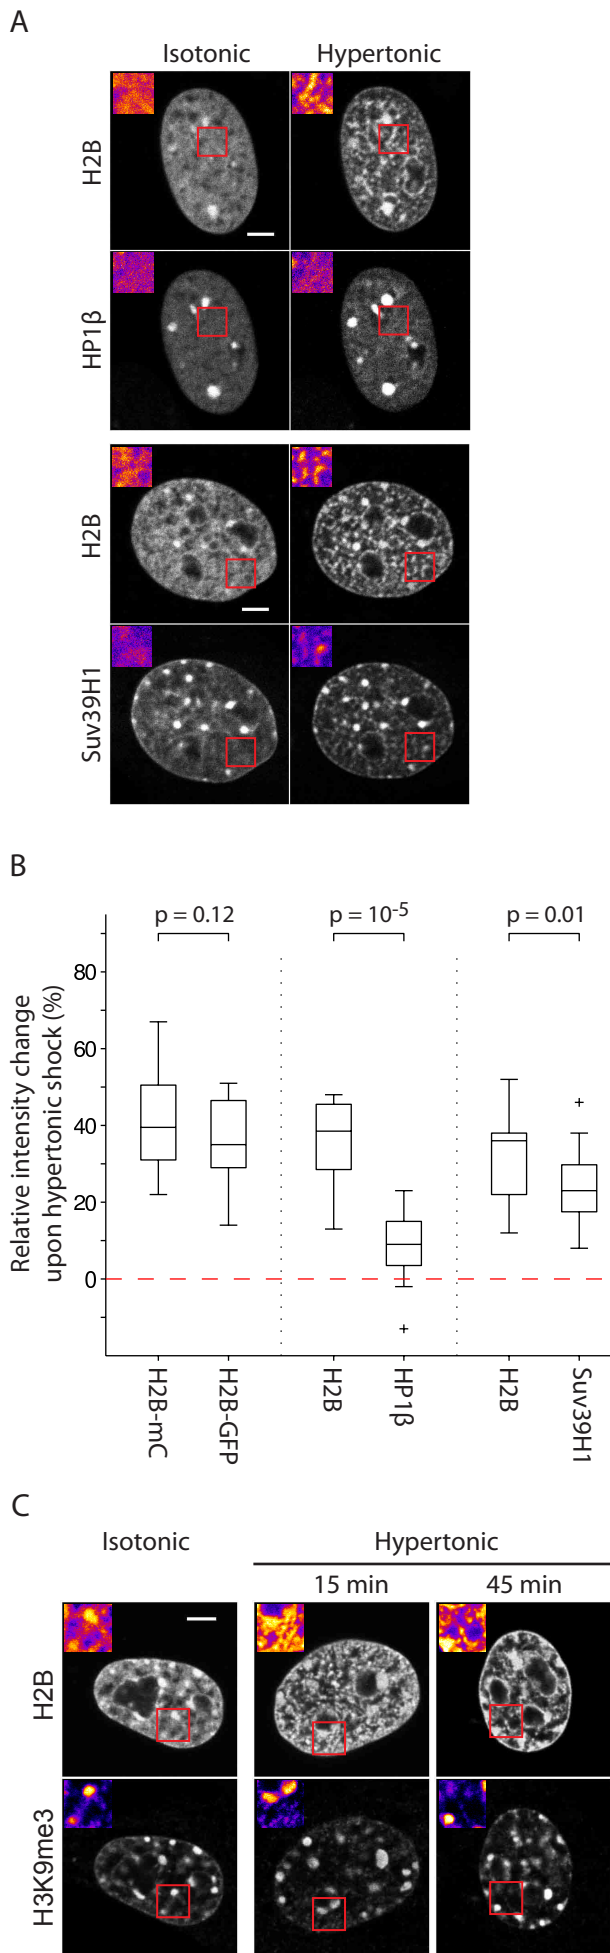 A
Isotonic Hypertonic
H2B
HP1β
H2B
Suv39H1
B
p = 0.12 p = 10-5 p = 0.01
Relative intensity change
upon hypertonic shock (%)
80
60
40
20
0
H2B-mC H2B-GFP H2B HP1β H2B Suv39H1
C
Isotonic Hypertonic
15 min 45 min
H2B
H3K9me3